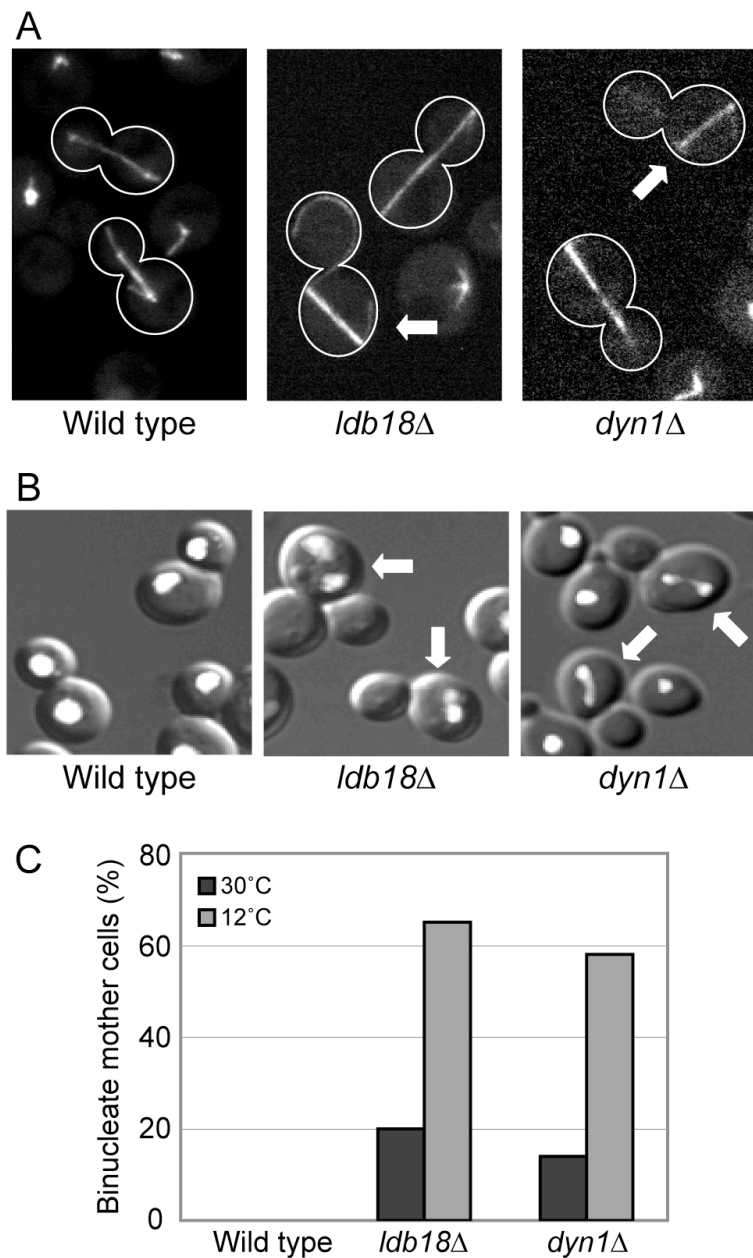 A
Wild type
ldb18Δ
dyn1Δ
B
Wild type
ldb18Δ
dyn1Δ
C
Binucleate mother cells (%)
80
60
40
20
0
30˚C
12˚C
Wild type
ldb18Δ
dyn1Δ